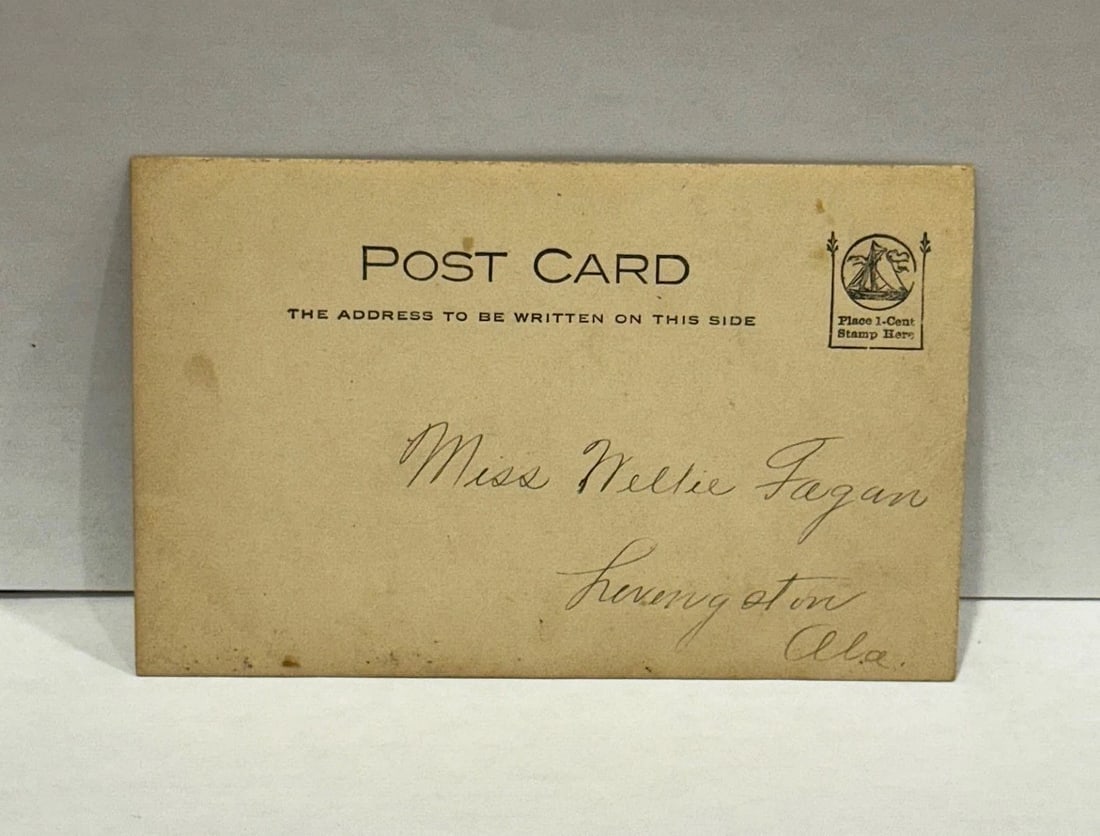 POST CARD
THE ADDRESS TO BE WRITTEN ON THIS SIDE
Place 1-Cent
Stamp Here
Miss Willie Fagan
Livingston
Ala.